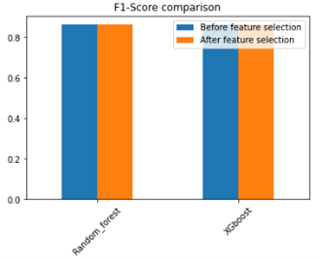 F1-Score comparison
Before feature selection
After feature selection
0.8
0.6
0.4
0.2
0.0
Random_forest
XGboost